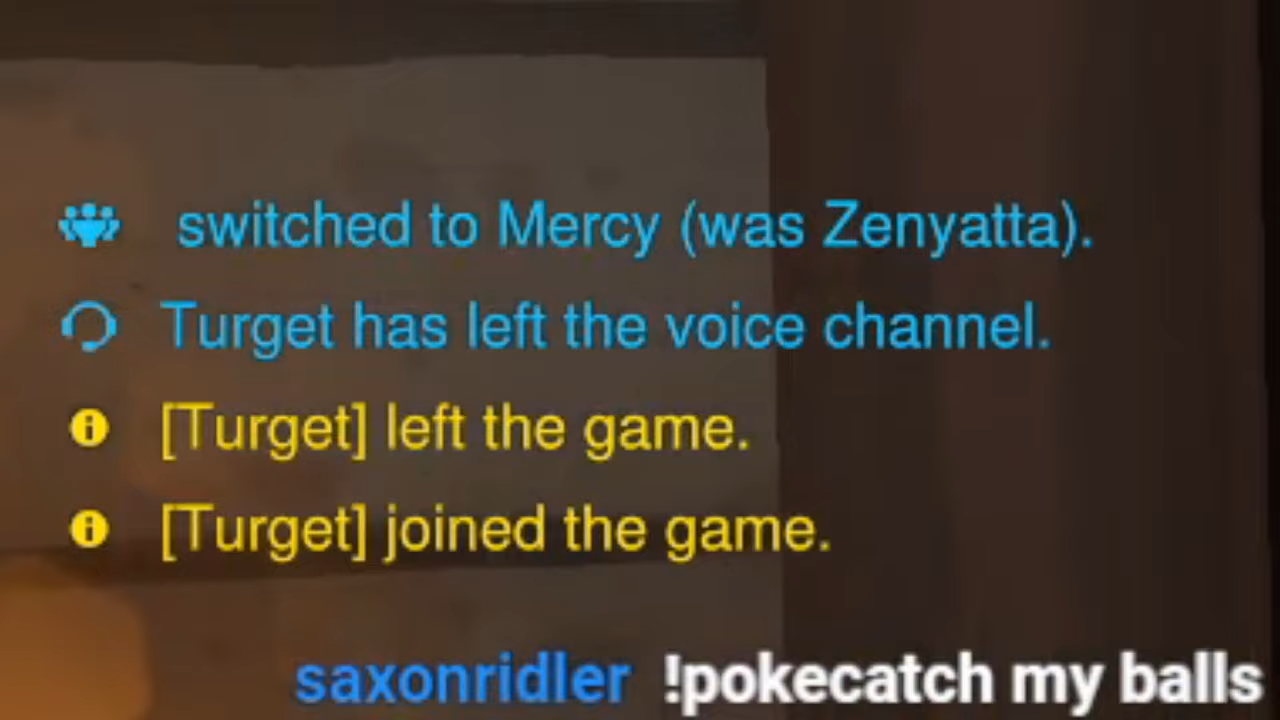 switched to Mercy (was Zenyatta).
Turget has left the voice channel.
[Turget] left the game.
[Turget] joined the game.
saxonridler !pokecatch my balls